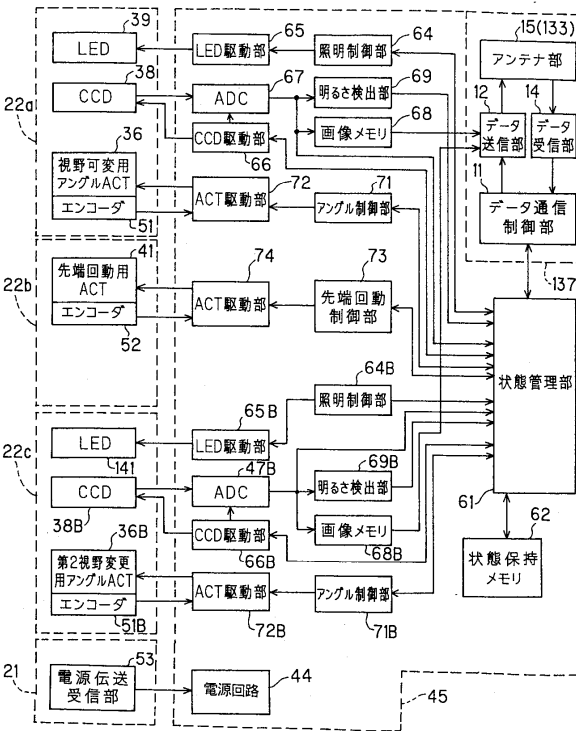 39
65
64
15(133)
LED
LED駆動部
照明制御部
アンテナ部
38
67
69
12
14
CCD
ADC
明るさ検出部
データ
送信部
データ
受信部
22a
36
68
画像メモリ
CCD駆動部
66
11
視野可変用
アングルACT
エンコーダ
51
72
ACT駆動部
71
アングル制御部
データ通信
制御部
137
41
74
73
22b
先端回動用
ACT
エンコーダ
52
ACT駆動部
先端回動
制御部
64B
状態管理部
65B
照明制御部
LED
141
LED駆動部
47B
69B
22c
CCD
38B
ADC
明るさ検出部
61
62
36B
CCD駆動部
66B
画像メモリ
68B
状態保持
メモリ
第2視野変更
用アングルACT
エンコーダ
51B
ACT駆動部
72B
アングル制御部
71B
21
53
電源伝送
受信部
44
電源回路
45